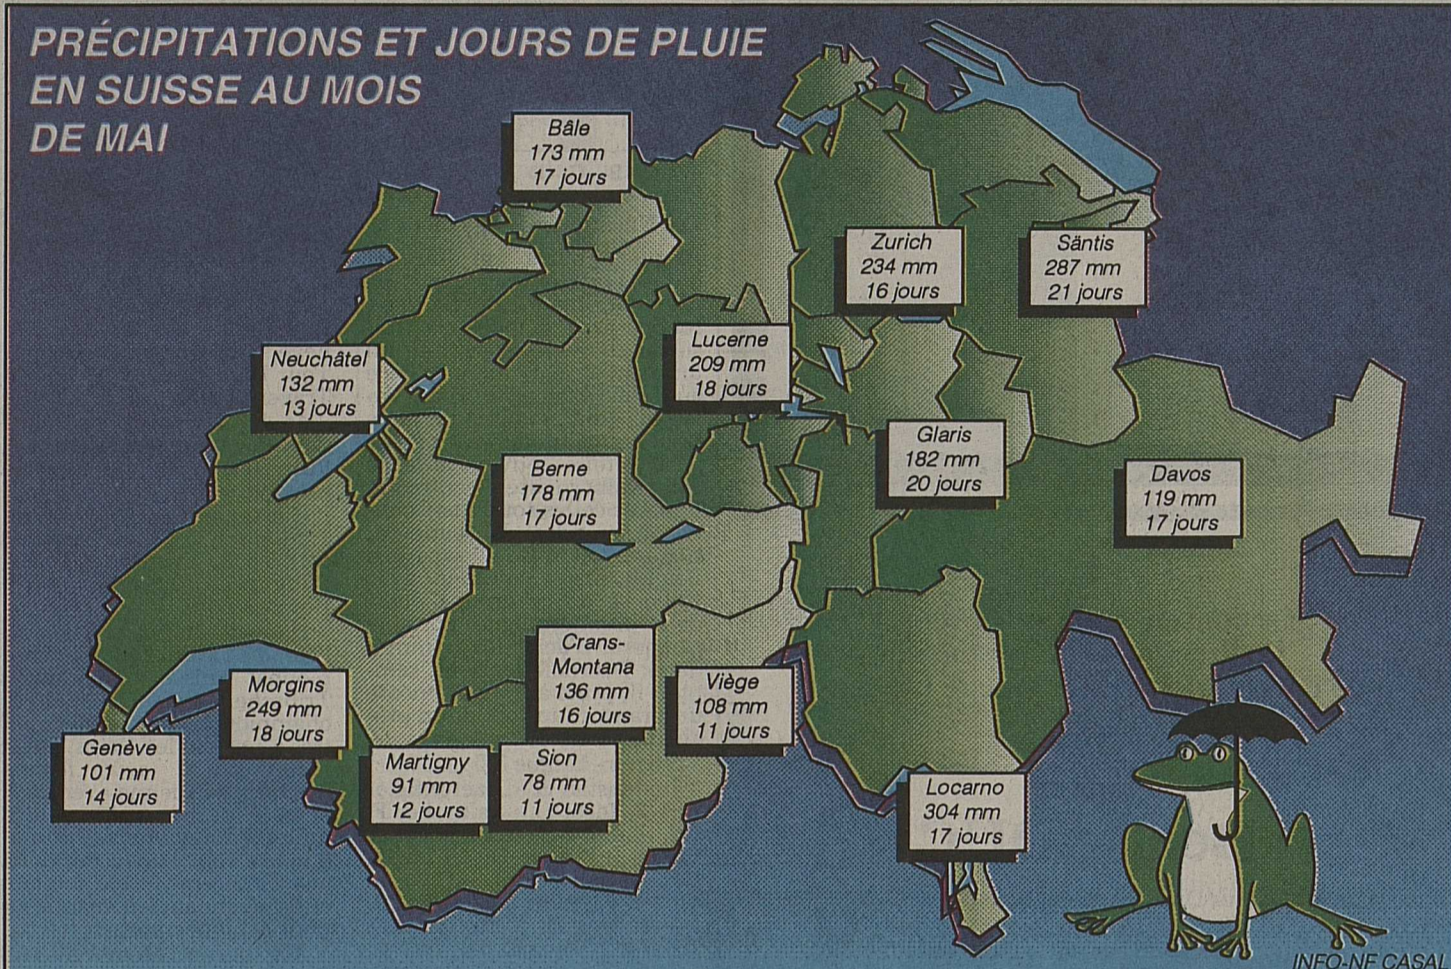 PRÉCIPITATIONS ET JOURS DE PLUIE
EN SUISSE AU MOIS
DE MAI
Bâle
173 mm
17 jours
Zurich
234 mm
16 jours
Säntis
287 mm
21 jours
Lucerne
209 mm
18 jours
Neuchâtel
132 mm
13 jours
Glaris
182 mm
20 jours
Berne
178 mm
17 jours
Davos
119 mm
17 jours
Crans-
Montana
136 mm
16 jours
Viège
108 mm
11 jours
Morgins
249 mm
18 jours
Genève
101 mm
14 jours
Martigny
91 mm
12 jours
Sion
78 mm
11 jours
Locarno
304 mm
17 jours
INFO-NF CASAL